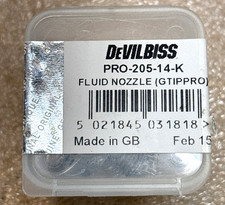 DEVILBISS
PRO-205-14-K
FLUID NOZZLE (GTIPPRO)
5 021845 031818 >
Made in GB Feb 15